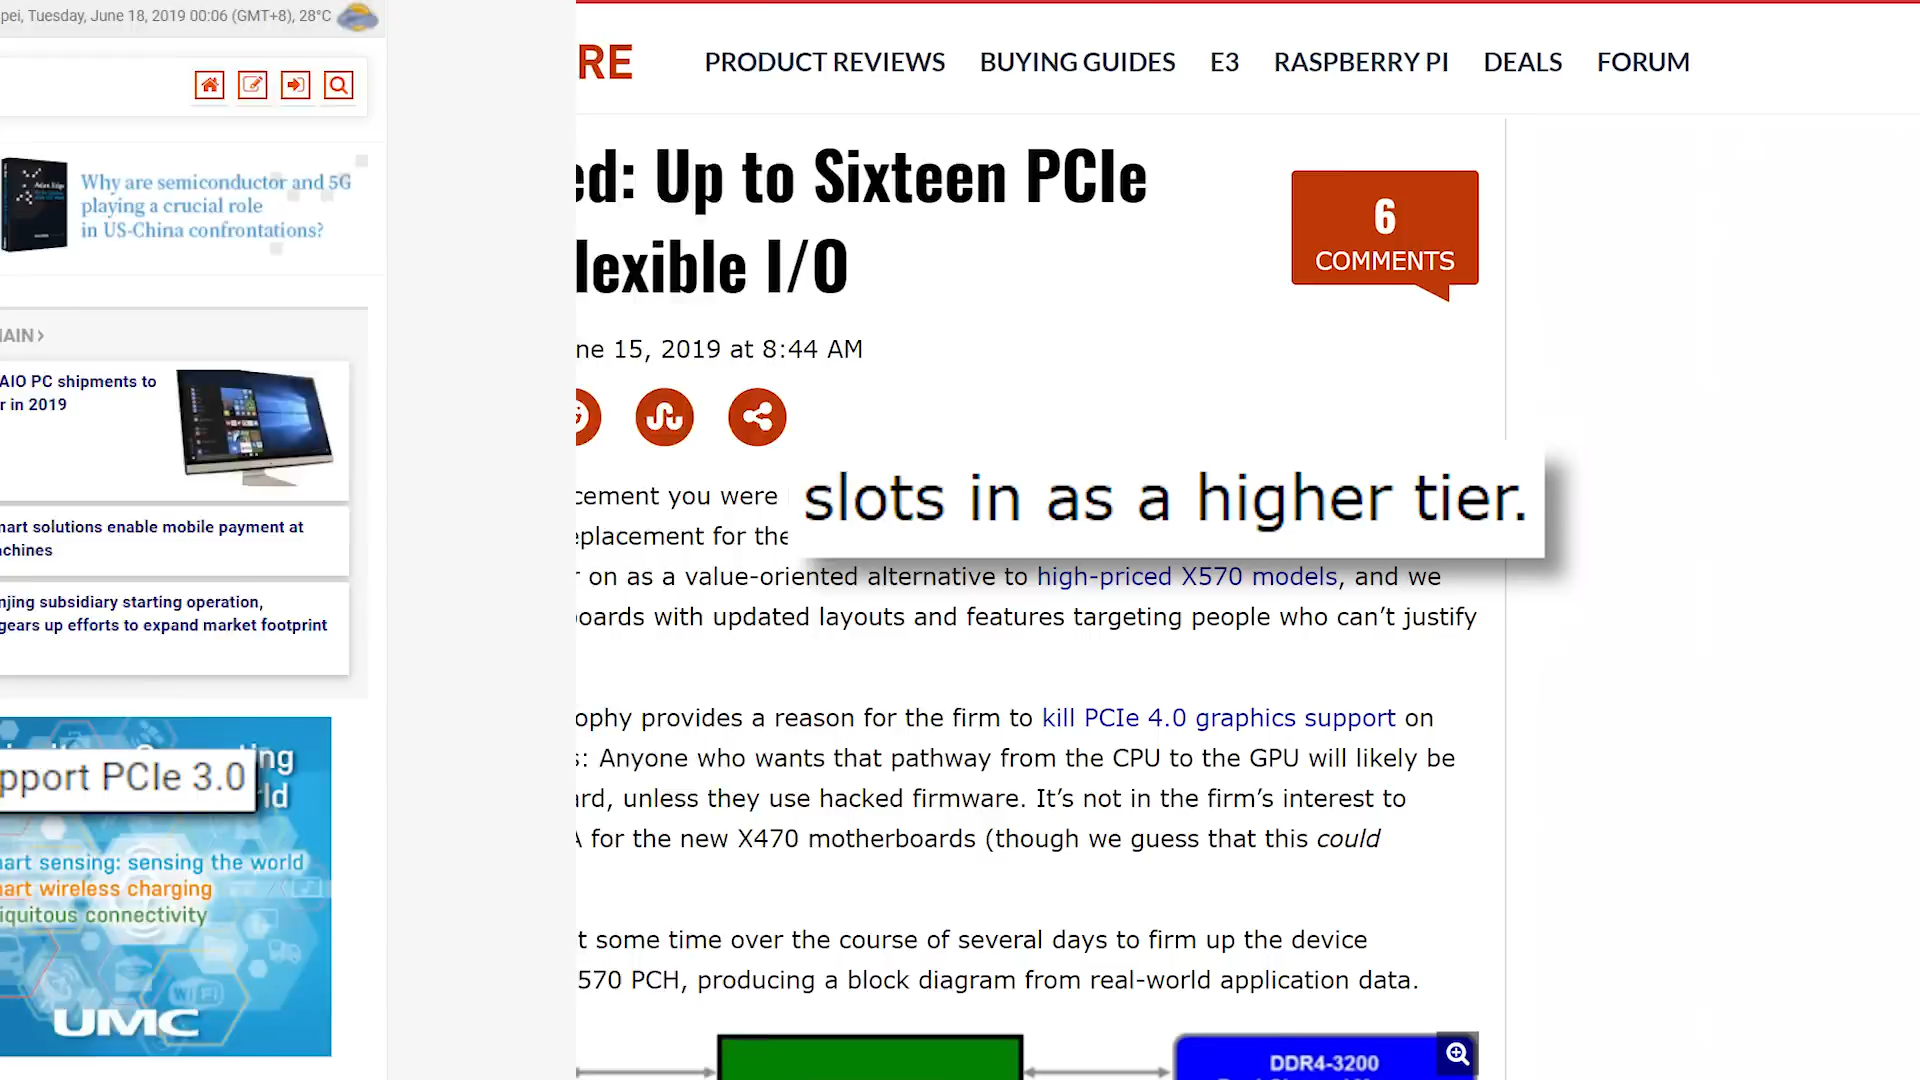 pei, Tuesday, June 18, 2019 00:06 (GMT+8), 28°C
Why are semiconductor and 5G
playing a crucial role
in US-China confrontations?
AIN ›
AIO PC shipments to
r in 2019
nart solutions enable mobile payment at
achines
njing subsidiary starting operation,
gears up efforts to expand market footprint
ing
pport PCIe 3.0
ld
art sensing: sensing the world
art wireless charging
iquitous connectivity
WiFi
UMC
RE
PRODUCT REVIEWS BUYING GUIDES E3 RASPBERRY PI DEALS FORUM
ed: Up to Sixteen PCIe
lexible I/O
6
COMMENTS
ne 15, 2019 at 8:44 AM
cement you were
slots in as a higher tier.
eplacement for the
r on as a value-oriented alternative to high-priced X570 models, and we
oards with updated layouts and features targeting people who can’t justify
ophy provides a reason for the firm to kill PCIe 4.0 graphics support on
s: Anyone who wants that pathway from the CPU to the GPU will likely be
ard, unless they use hacked firmware. It’s not in the firm’s interest to
A for the new X470 motherboards (though we guess that this could
t some time over the course of several days to firm up the device
570 PCH, producing a block diagram from real-world application data.
DDR4-3200